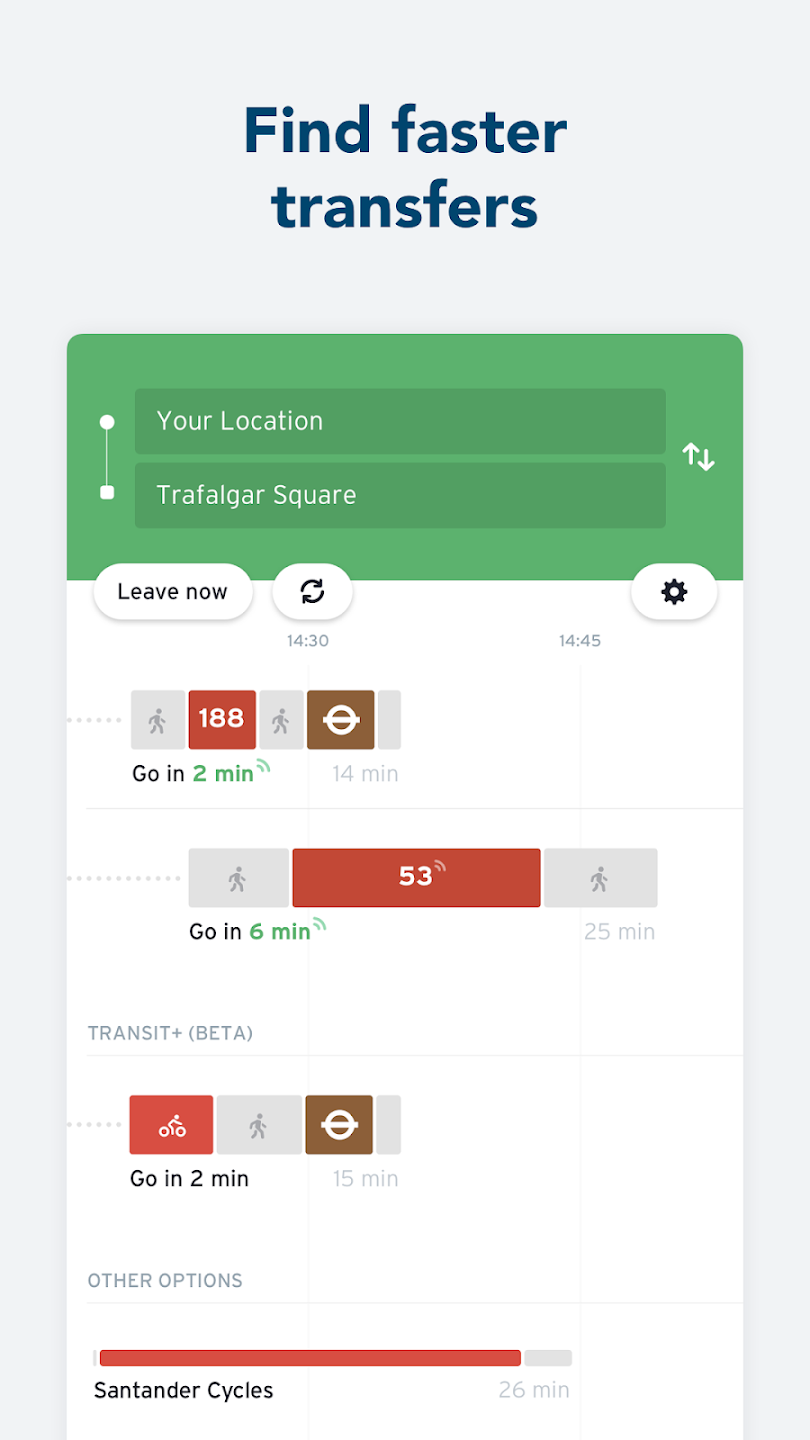 Find faster
transfers
Your Location
Trafalgar Square
Leave now
14:30 14:45
188
Go in 2 min 14 min
53
Go in 6 min 25 min
TRANSIT+ (BETA)
Go in 2 min 15 min
OTHER OPTIONS
Santander Cycles 26 min